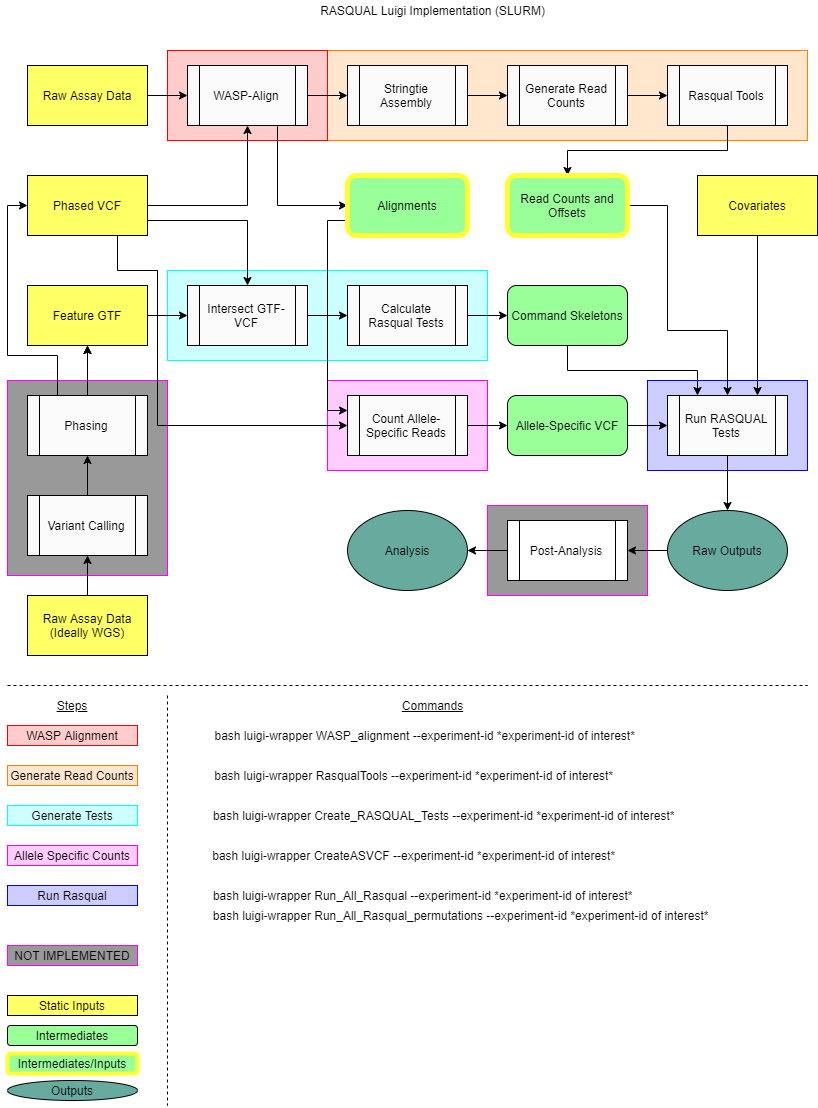 RASQUAL Luigi Implementation (SLURM)
Raw Assay Data
WASP-Align
Stringtie
Assembly
Generate Read
Counts
Rasqual Tools
Phased VCF
Alignments
Read Counts and
Offsets
Covariates
Feature GTF
Intersect GTF-
VCF
Calculate
Rasqual Tests
Command Skeletons
Phasing
Count Allele-
Specific Reads
Allele-Specific VCF
Run RASQUAL
Tests
Variant Calling
Analysis
Post-Analysis
Raw Outputs
Raw Assay Data
(Ideally WGS)
Steps
Commands
WASP Alignment
bash luigi-wrapper WASP_alignment --experiment-id *experiment-id of interest*
Generate Read Counts
bash luigi-wrapper RasqualTools --experiment-id *experiment-id of interest*
Generate Tests
bash luigi-wrapper Create_RASQUAL_Tests --experiment-id *experiment-id of interest*
Allele Specific Counts
bash luigi-wrapper CreateASVCF --experiment-id *experiment-id of interest*
Run Rasqual
bash luigi-wrapper Run_All_Rasqual --experiment-id *experiment-id of interest*
bash luigi-wrapper Run_All_Rasqual_permutations --experiment-id *experiment-id of interest*
NOT IMPLEMENTED
Static Inputs
Intermediates
Intermediates/Inputs
Outputs